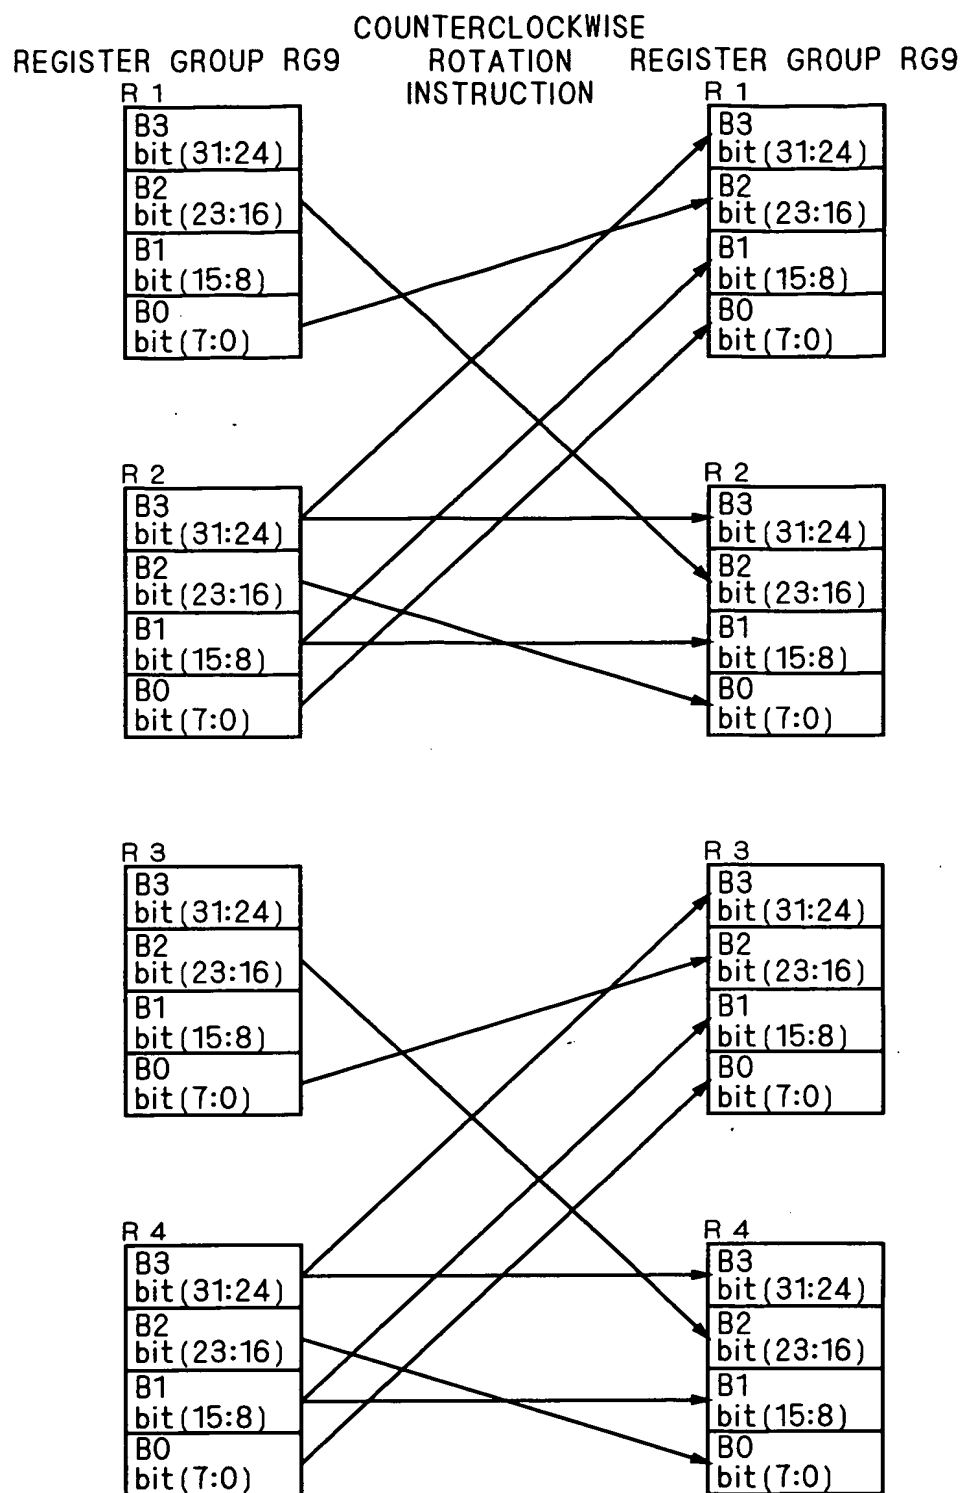 COUNTERCLOCKWISE
REGISTER GROUP RG9 ROTATION REGISTER GROUP RG9
INSTRUCTION
R 1 R 1
B3 B3
bit(31:24) bit(31:24)
B2 B2
bit(23:16) bit(23:16)
B1 B1
bit(15:8) bit(15:8)
B0 B0
bit(7:0) bit(7:0)
R 2 R 2
B3 B3
bit(31:24) bit(31:24)
B2 B2
bit(23:16) bit(23:16)
B1 B1
bit(15:8) bit(15:8)
B0 B0
bit(7:0) bit(7:0)
R 3 R 3
B3 B3
bit(31:24) bit(31:24)
B2 B2
bit(23:16) bit(23:16)
B1 B1
bit(15:8) bit(15:8)
B0 B0
bit(7:0) bit(7:0)
R 4 R 4
B3 B3
bit(31:24) bit(31:24)
B2 B2
bit(23:16) bit(23:16)
B1 B1
bit(15:8) bit(15:8)
B0 B0
bit(7:0) bit(7:0)